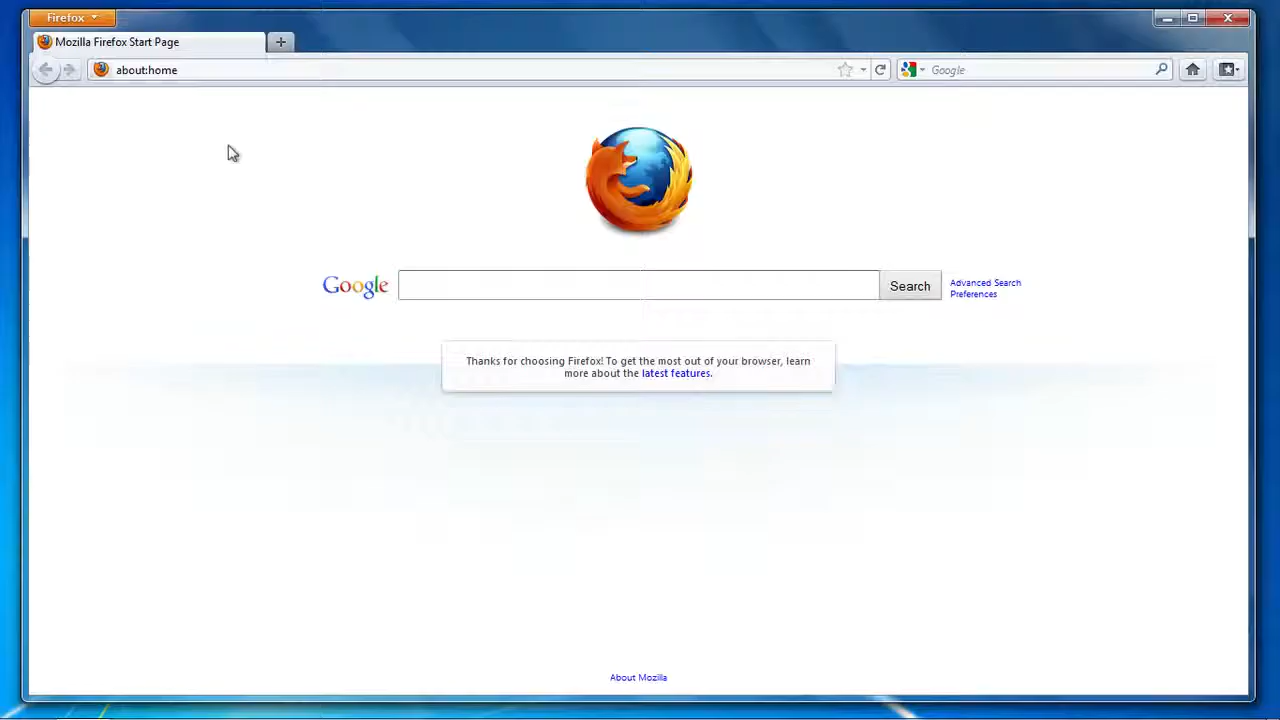 Firefox
Mozilla Firefox Start Page
about:home
Google
Google
Search
Advanced Search
Preferences
Thanks for choosing Firefox! To get the most out of your browser, learn
more about the latest features.
About Mozilla